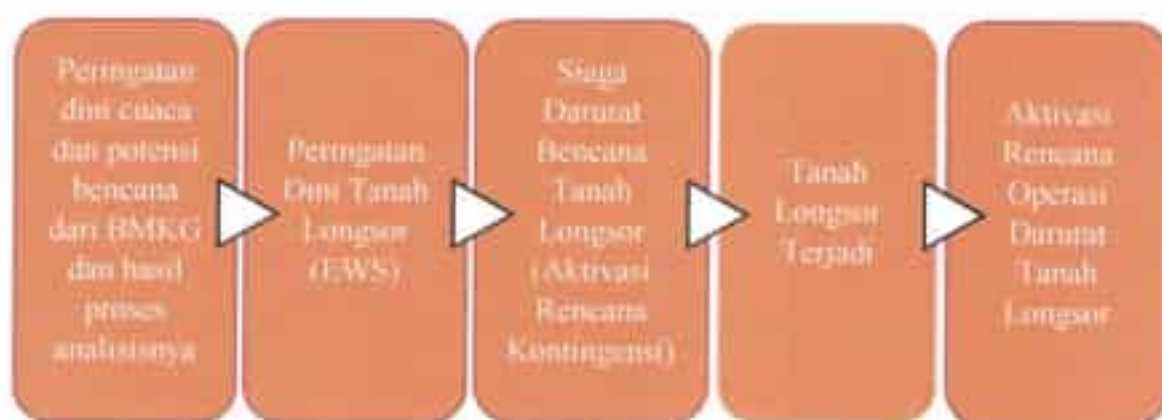 Peringatan
dini cuaca
dan potensi
bencana
dari BMKG
dan hasil
proses
analisisnya
Peringatan
Dini Tanah
Longsor
(EWS)
Siaga
Darurat
Bencana
Tanah
Longsor
(Aktivasi
Rencana
Kontingensi)
Tanah
Longsor
Terjadi
Aktivasi
Rencana
Operasi
Darurat
Tanah
Longsor